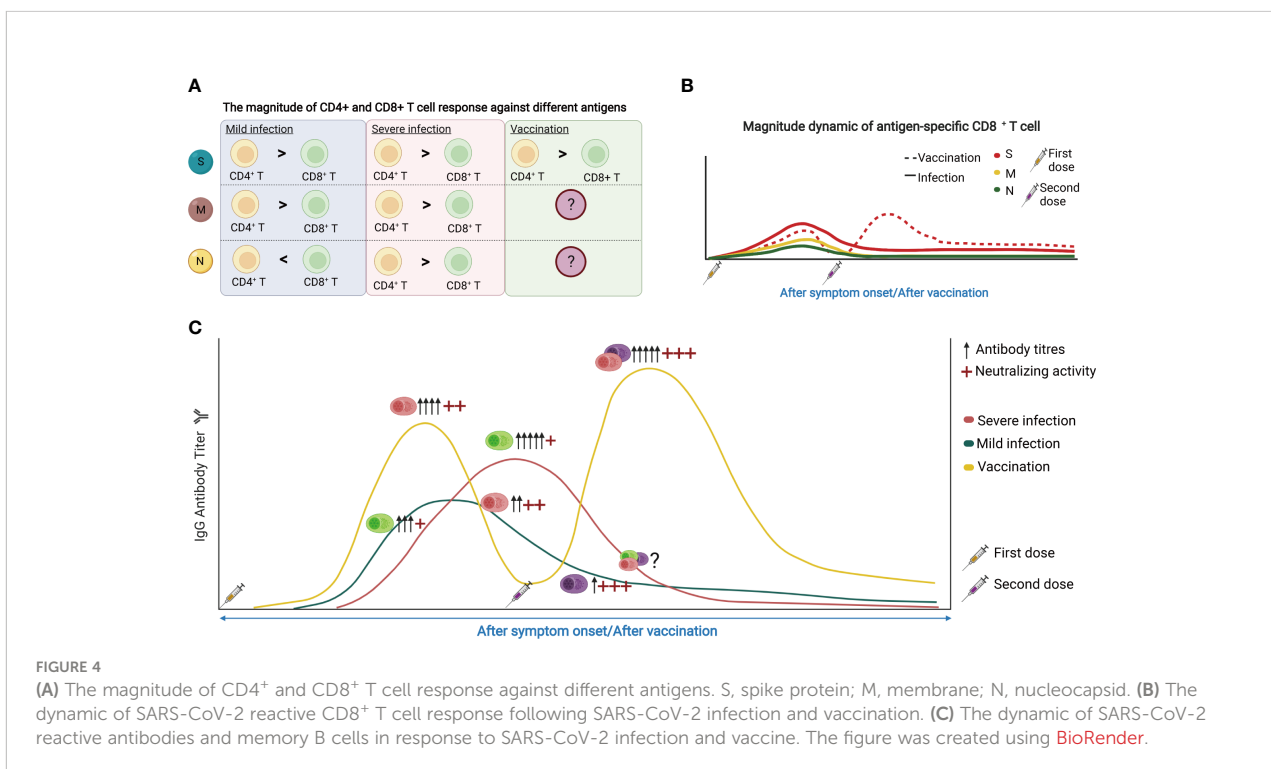 A
The magnitude of CD4+ and CD8+ T cell response against different antigens
Mild infection
Severe infection
Vaccination
S
>
>
>
CD4⁺ T
CD8⁺ T
CD4⁺ T
CD8⁺ T
CD4⁺ T
CD8+ T
M
>
>
?
CD4⁺ T
CD8⁺ T
CD4⁺ T
CD8⁺ T
N
<
>
?
CD4⁺ T
CD8⁺ T
CD4⁺ T
CD8⁺ T
B
Magnitude dynamic of antigen-specific CD8 ⁺ T cell
Vaccination
Infection
S
M
N
First
dose
Second
dose
After symptom onset/After vaccination
C
IgG Antibody Titer
++
+
+
++
+++
+++
?
Antibody titres
+ Neutralizing activity
Severe infection
Mild infection
Vaccination
First dose
Second dose
After symptom onset/After vaccination
FIGURE 4
(A) The magnitude of CD4⁺ and CD8⁺ T cell response against different antigens. S, spike protein; M, membrane; N, nucleocapsid. (B) The
dynamic of SARS-CoV-2 reactive CD8⁺ T cell response following SARS-CoV-2 infection and vaccination. (C) The dynamic of SARS-CoV-2
reactive antibodies and memory B cells in response to SARS-CoV-2 infection and vaccine. The figure was created using BioRender.